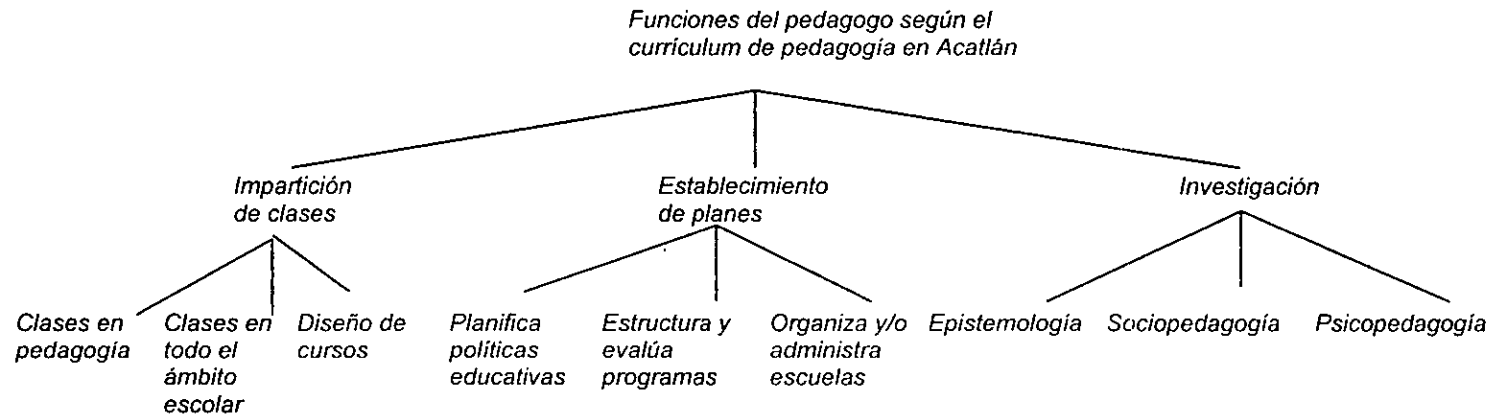 Funciones del pedagogo según el
currículum de pedagogía en Acatlán
Impartición
de clases
Establecimiento
de planes
Investigación
Clases en
pedagogía
Clases en
todo el
ámbito
escolar
Diseño de
cursos
Planifica
políticas
educativas
Estructura y
evalúa
programas
Organiza y/o
administra
escuelas
Epistemología
Sociopedagogía
Psicopedagogía